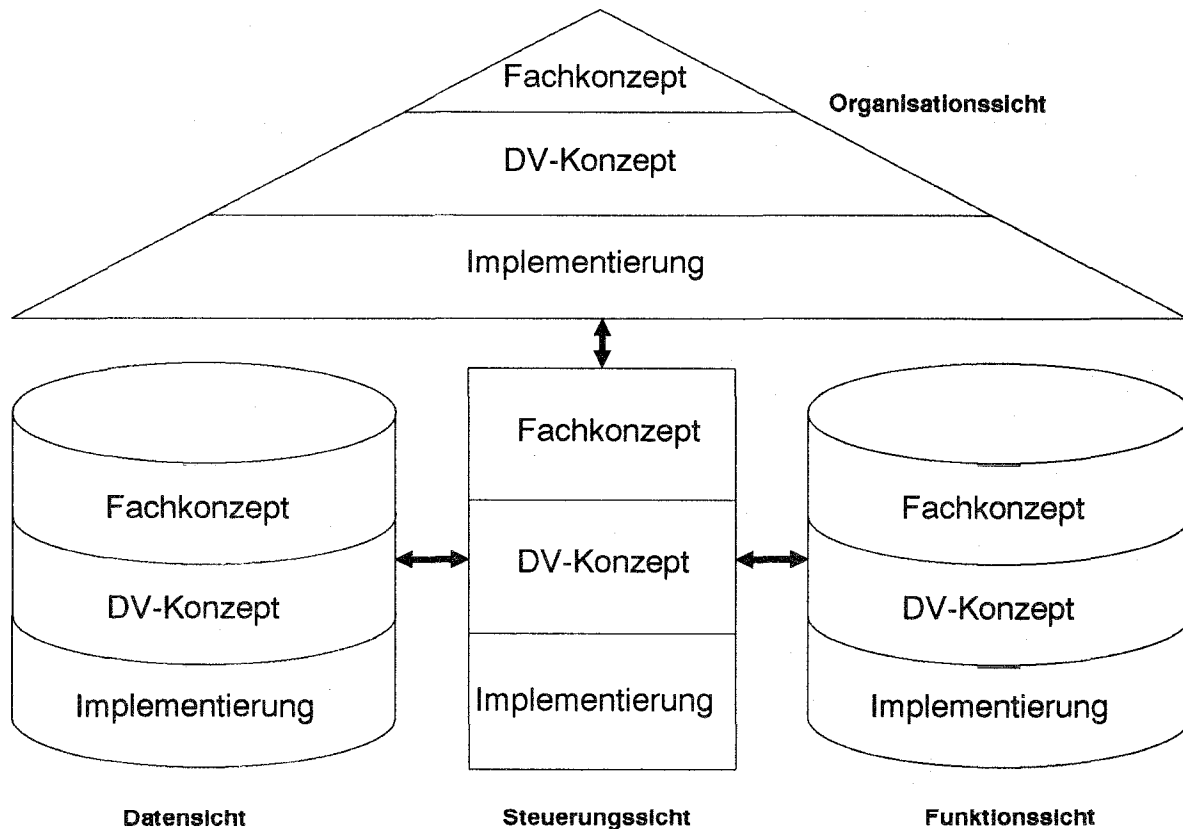 Fachkonzept
Organisationssicht
DV-Konzept
Implementierung
Fachkonzept
DV-Konzept
Implementierung
Fachkonzept
DV-Konzept
Implementierung
Fachkonzept
DV-Konzept
Implementierung
Datensicht
Steuerungssicht
Funktionssicht